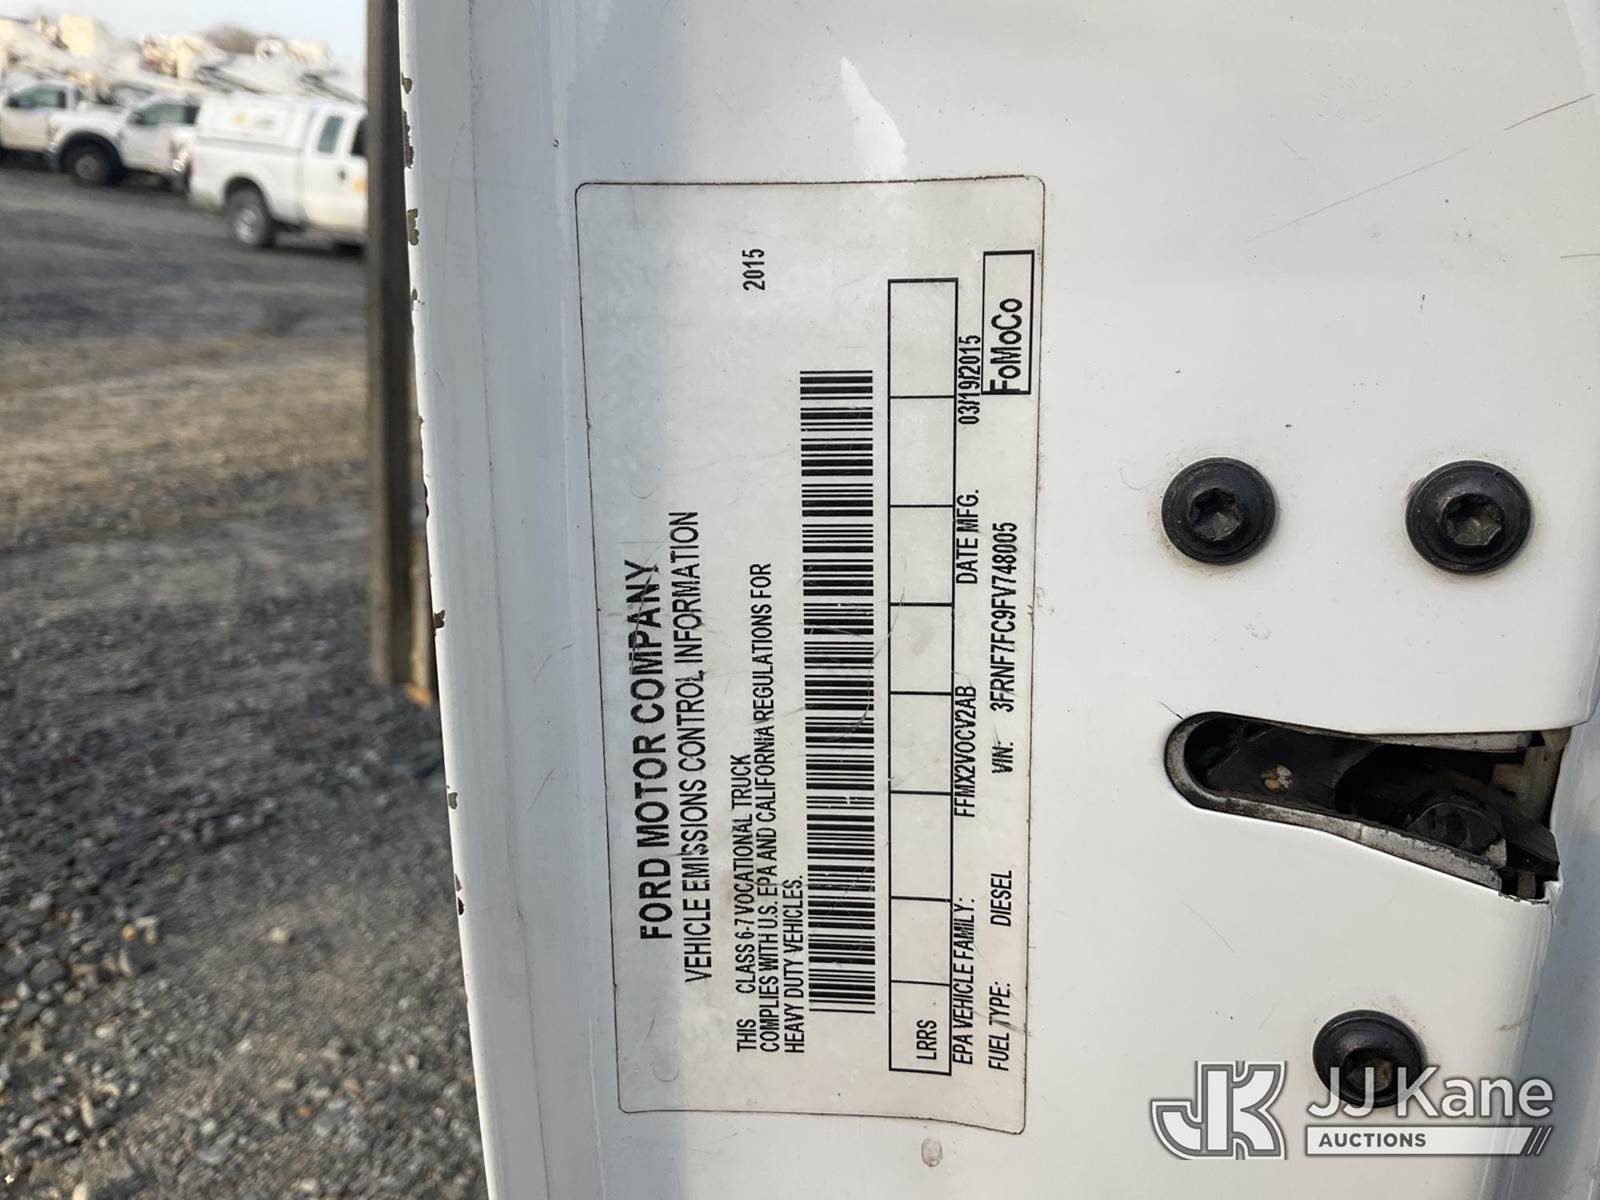 FORD MOTOR COMPANY
VEHICLE EMISSIONS CONTROL INFORMATION
THIS CLASS 6-7 VOCATIONAL TRUCK 2015
COMPLIES WITH U.S. EPA AND CALIFORNIA REGULATIONS FOR
HEAVY DUTY VEHICLES.
LRRS
EPA VEHICLE FAMILY: FFMX2VOCV2AB DATE MFG. 03/19/2015
FUEL TYPE: DIESEL VIN: 3FRNF7FC9FV748005 FoMoCo
JJ Kane
AUCTIONS